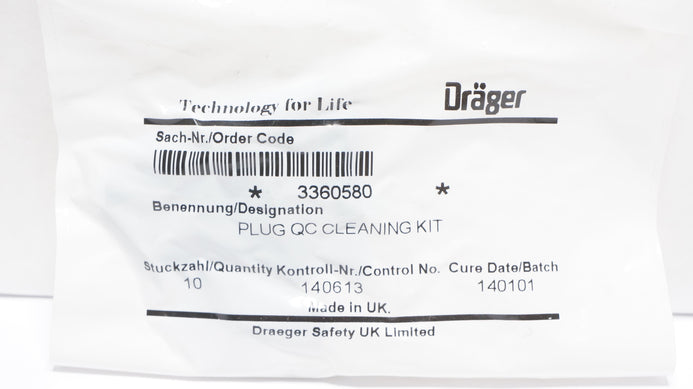 Technology for Life Dräger
Sach-Nr./Order Code
* 3360580 *
Benennung/Designation
PLUG QC CLEANING KIT
Stuckzahl/Quantity Kontroll-Nr./Control No. Cure Date/Batch
10 140613 140101
Made in UK.
Draeger Safety UK Limited